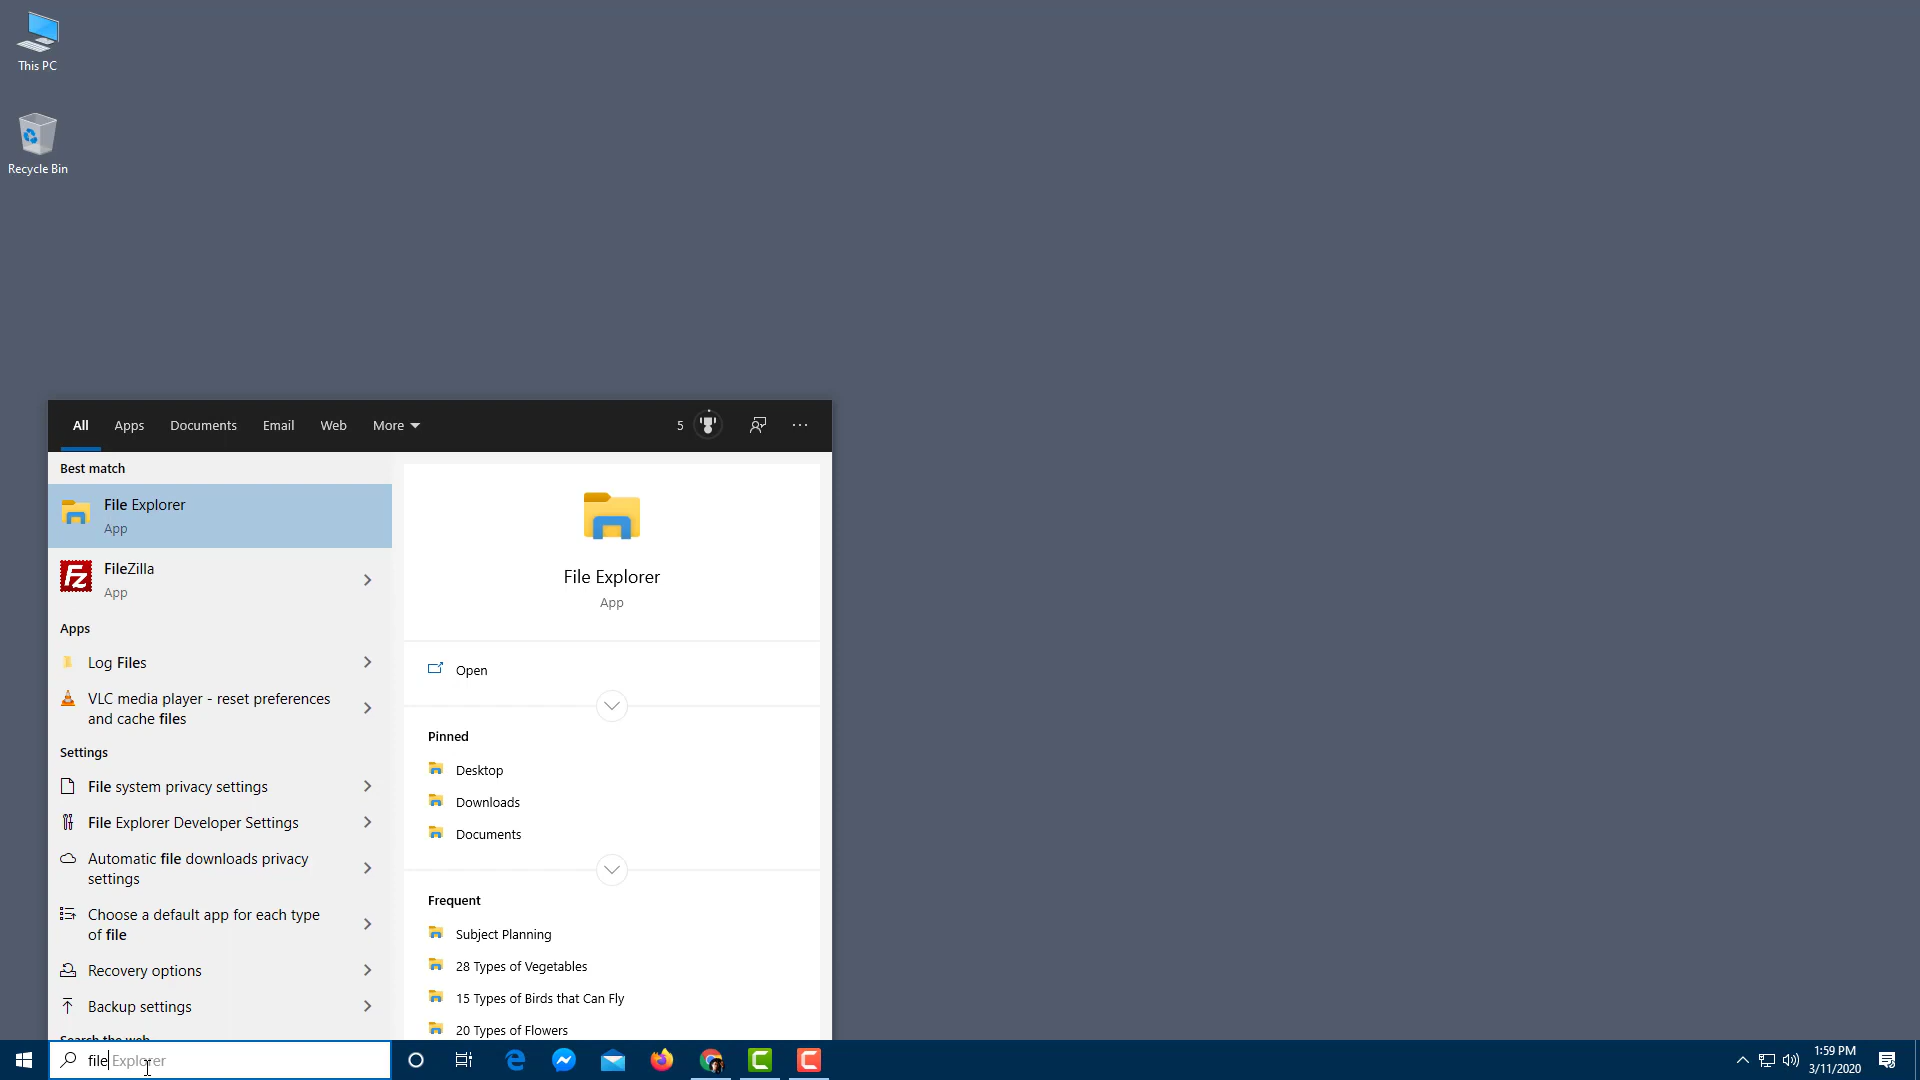 This PC
Recycle Bin
All Apps Documents Email Web More 5
Best match
File Explorer
App
FileZilla
App
Apps
Log Files
VLC media player - reset preferences
and cache files
Settings
File system privacy settings
File Explorer Developer Settings
Automatic file downloads privacy
settings
Choose a default app for each type
of file
Recovery options
Backup settings
Search the web
File Explorer
App
Open
Pinned
Desktop
Downloads
Documents
Frequent
Subject Planning
28 Types of Vegetables
15 Types of Birds that Can Fly
20 Types of Flowers
file Explorer
1:59 PM
3/11/2020